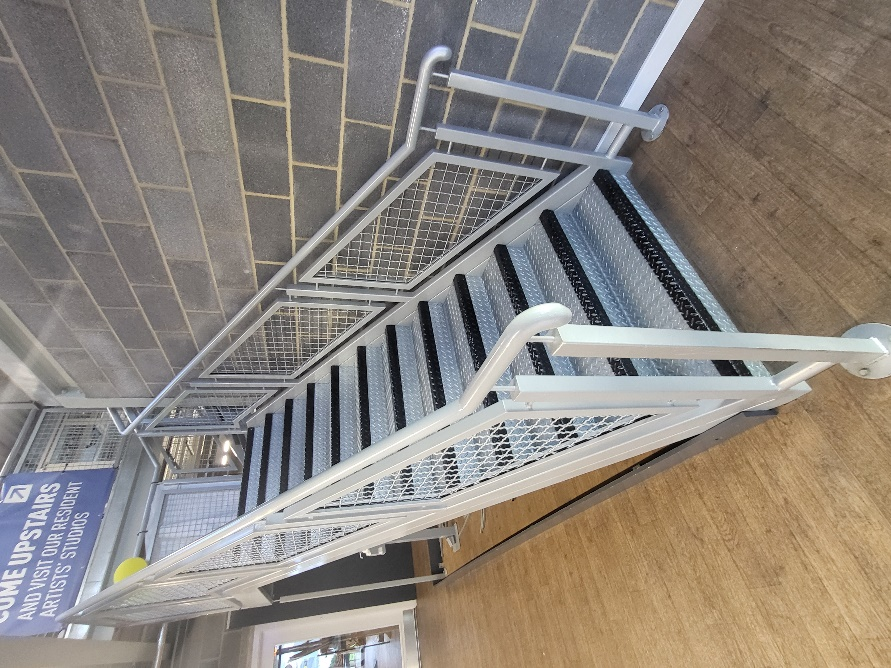 COME UPSTAIRS
AND VISIT OUR RESIDENT
ARTISTS' STUDIOS